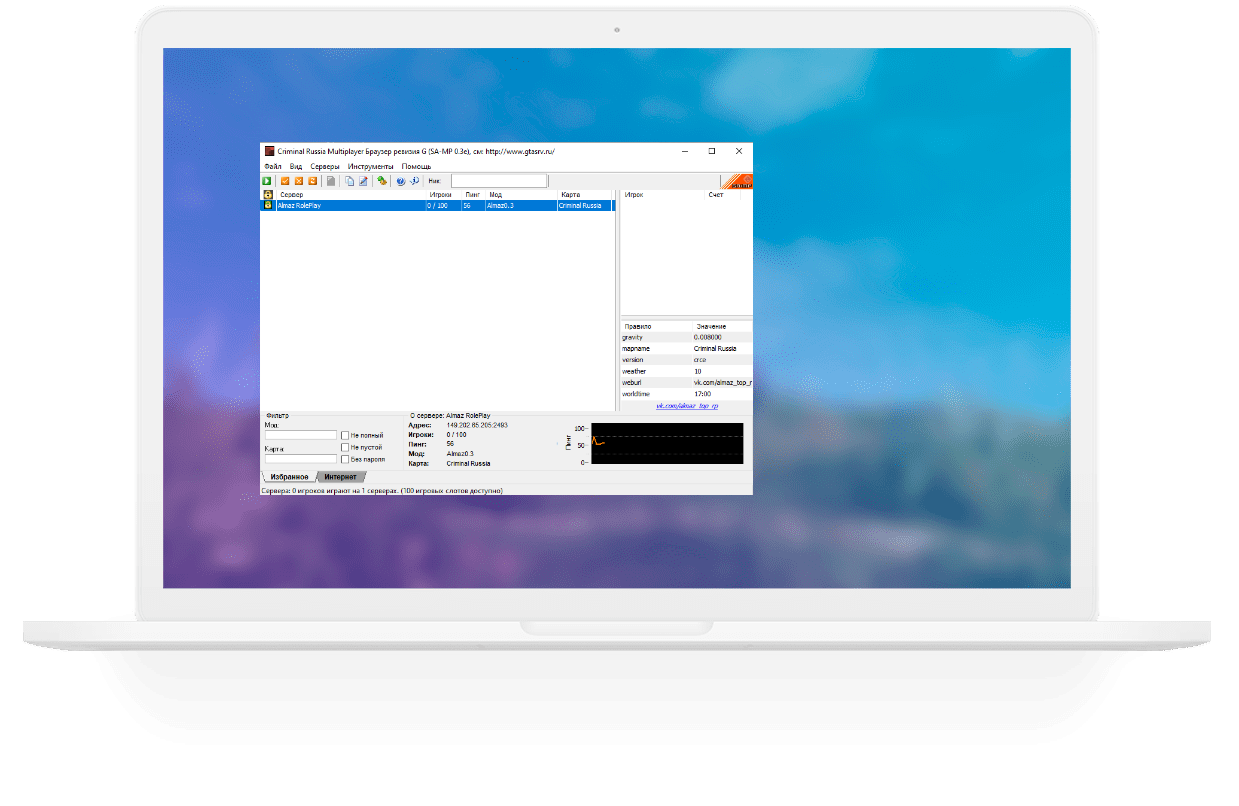 Criminal Russia Multiplayer Браузер ревизия G (SA-MP 0.3e), см: http://www.gtasrv.ru/
Файл Вид Серверы Инструменты Помощь
Ник:
Сервер Игроки Пинг Мод Карта
Almaz RolePlay 0 / 100 56 Almaz0.3 Criminal Russia
Игрок Счет
Правило Значение
gravity 0.008000
mapname Criminal Russia
version crce
weather 10
weburl vk.com/almaz_top_r
worldtime 17:00
vk.com/almaz_top_rp
Фильтр
Мод:
Не полный
Не пустой
Карта:
Без пароля
О сервере: Almaz RolePlay
Адрес: 149.202.65.205:2493
Игроки: 0 / 100
Пинг: 56
Мод: Almaz0.3
Карта: Criminal Russia
Пинг
100
50
0
Избранное Интернет
Сервера: 0 игроков играют на 1 серверах. (100 игровых слотов доступно)